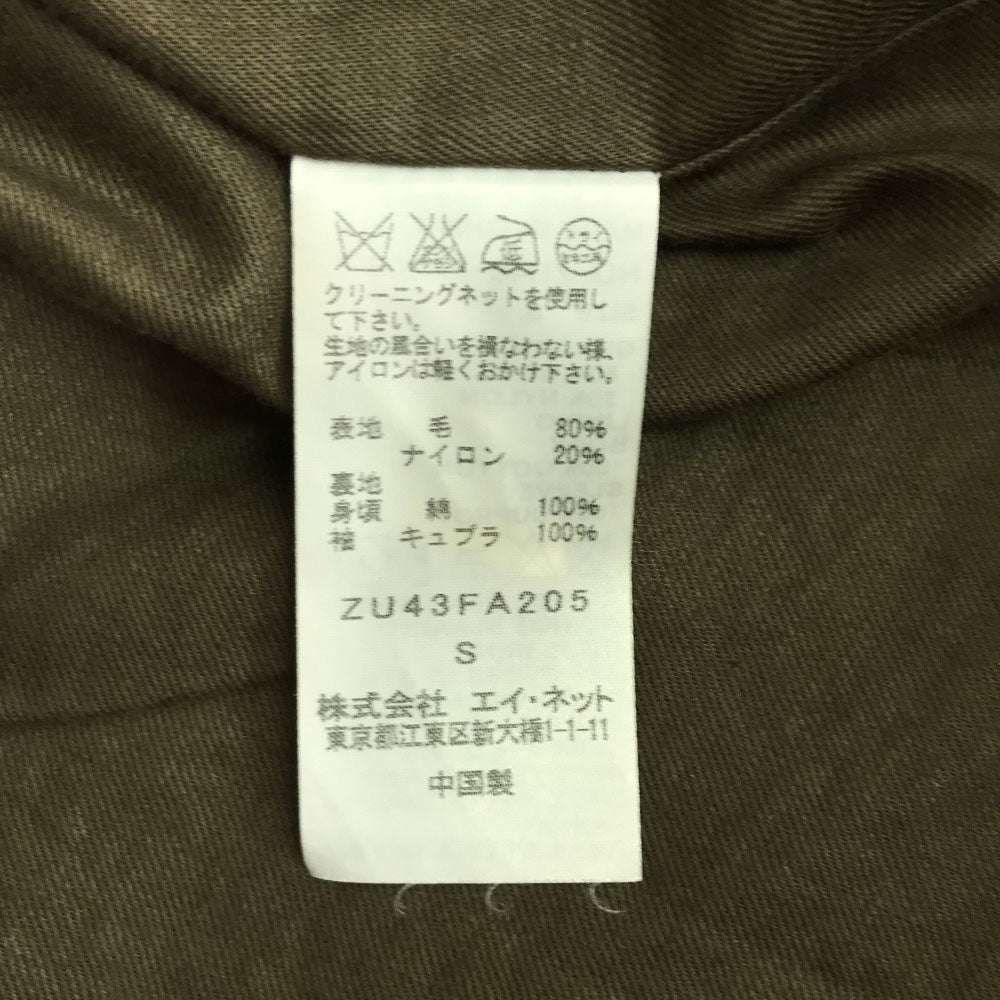 クリーニングネットを使用し
て下さい。
生地の風合いを損なわない様、
アイロンは軽くおかけ下さい。
表地 毛 80%
ナイロン 20%
裏地
身頃 綿 100%
袖 キュプラ 100%
ZU43FA205
S
株式会社 エイ・ネット
東京都江東区新大橋1-1-11
中国製